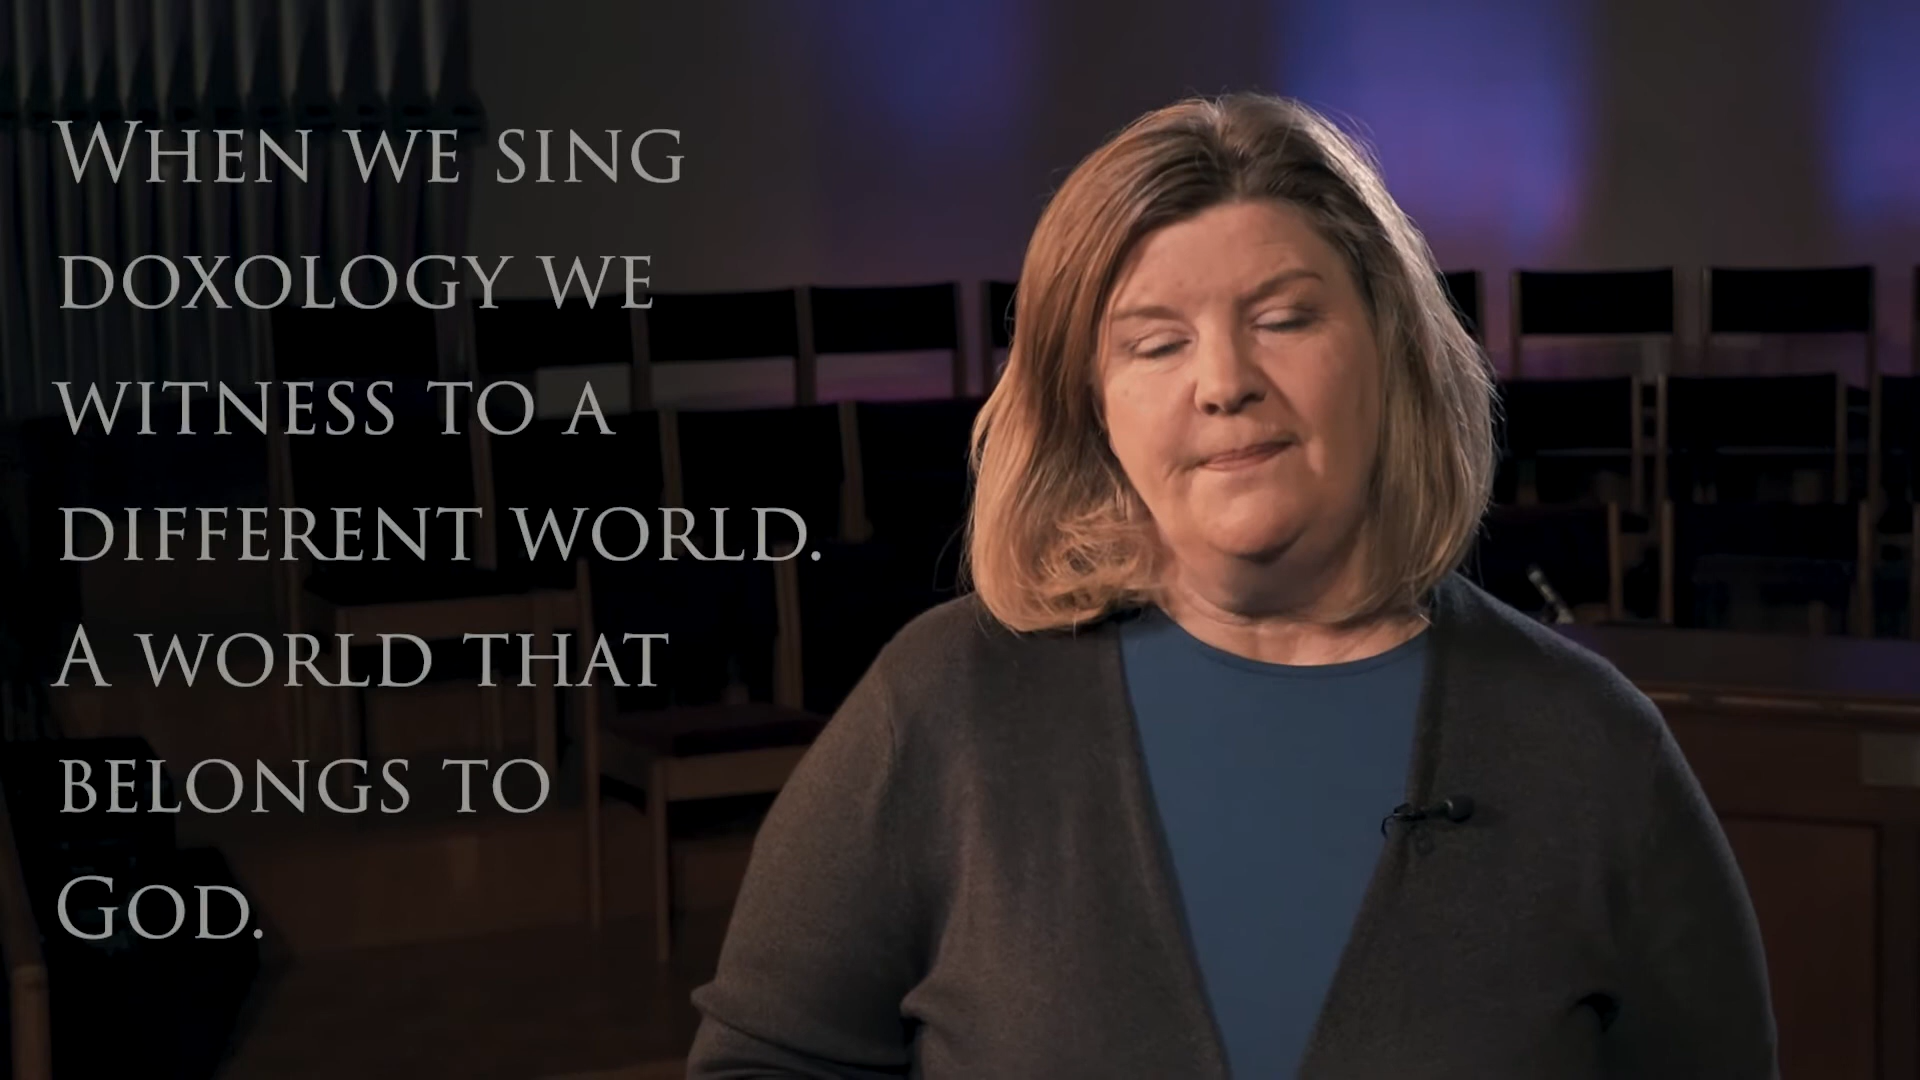 When we sing
doxology we
witness to a
different world.
A world that
belongs to
God.